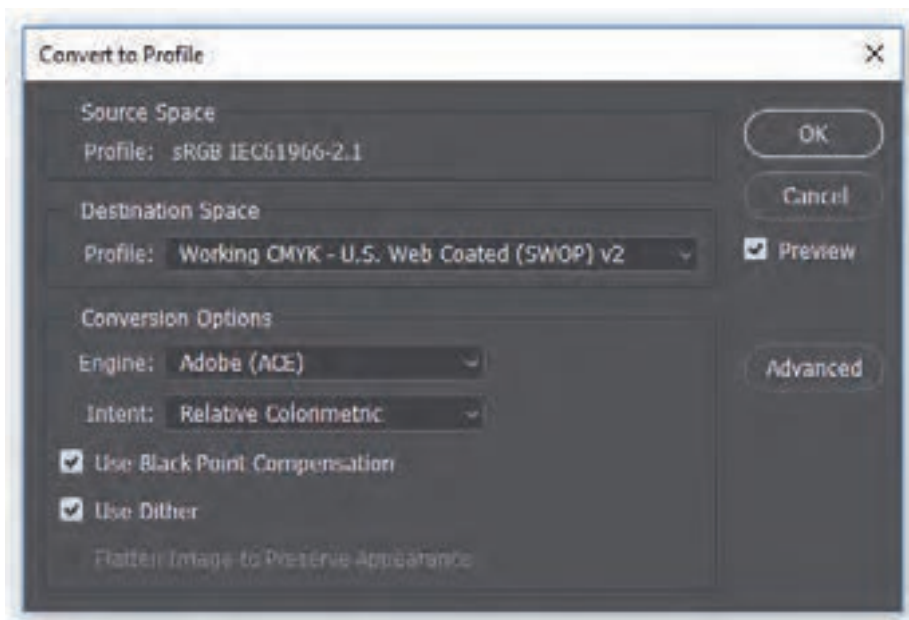 Convert to Profile
Source Space
Profile: sRGB IEC61966-2.1
Destination Space
Profile: Working CMYK - U.S. Web Coated (SWOP) v2
Conversion Options
Engine: Adobe (ACE)
Intent: Relative Colorimetric
Use Black Point Compensation
Use Dither
Flatten Image to Preserve Appearance
OK
Cancel
Preview
Advanced